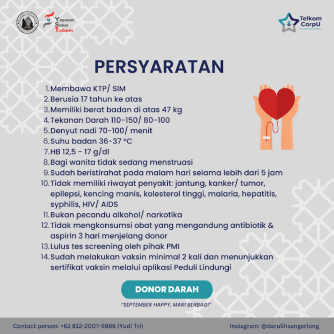 Yayasan
Sehar
Telkom
Telkom
CorpU
PERSYARATAN
1. Membawa KTP/ SIM
2. Berusia 17 tahun ke atas
3. Memiliki berat badan di atas 47 kg
4. Tekanan Darah 110-150/ 80-100
5. Denyut nadi 70-100/ menit
6. Suhu badan 36-37 °C
7. HB 12,5 - 17 g/dl
8. Bagi wanita tidak sedang menstruasi
9. Sudah beristirahat pada malam hari selama lebih dari 5 jam
10. Tidak memiliki riwayat penyakit: jantung, kanker/ tumor,
epilepsi, kencing manis, kolesterol tinggi, malaria, hepatitis,
syphilis, HIV/ AIDS
11. Bukan pecandu alcohol/ narkotika
12. Tidak mengkonsumsi obat yang mengandung antibiotik &
aspirin 3 hari menjelang donor
13. Lulus tes screening oleh pihak PMI
14. Sudah melakukan vaksin minimal 2 kali dan menunjukkan
sertifikat vaksin melalui aplikasi Peduli Lindungi
DONOR DARAH
"SEPTEMBER HAPPY, MARI BERBAGI"
Contact person: +62 812-2007-5986 (Yudi Tri)
Instagram: @darulihsangerlong